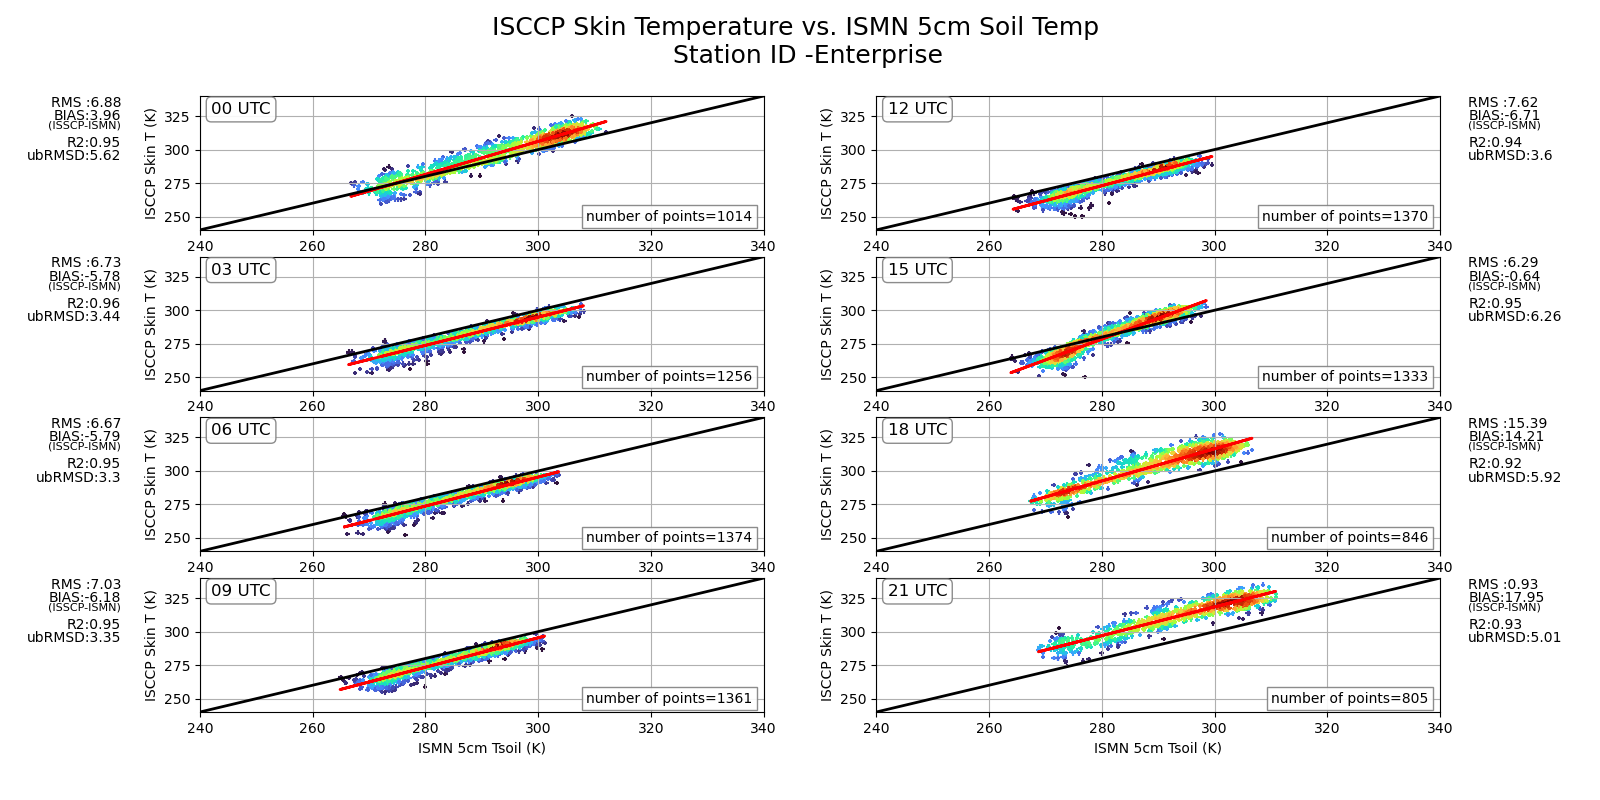 ISCCP Skin Temperature vs. ISMN 5cm Soil Temp
Station ID -Enterprise
RMS :6.88
BIAS:3.96
(ISSCP-ISMN)
R2:0.95
ubRMSD:5.62
ISCCP Skin T (K)
325
300
275
250
00 UTC
number of points=1014
240 260 280 300 320 340
ISCCP Skin T (K)
325
300
275
250
12 UTC
number of points=1370
240 260 280 300 320 340
RMS :7.62
BIAS:-6.71
(ISSCP-ISMN)
R2:0.94
ubRMSD:3.6
RMS :6.73
BIAS:-5.78
(ISSCP-ISMN)
R2:0.96
ubRMSD:3.44
ISCCP Skin T (K)
325
300
275
250
03 UTC
number of points=1256
240 260 280 300 320 340
ISCCP Skin T (K)
325
300
275
250
15 UTC
number of points=1333
240 260 280 300 320 340
RMS :6.29
BIAS:-0.64
(ISSCP-ISMN)
R2:0.95
ubRMSD:6.26
RMS :6.67
BIAS:-5.79
(ISSCP-ISMN)
R2:0.95
ubRMSD:3.3
ISCCP Skin T (K)
325
300
275
250
06 UTC
number of points=1374
240 260 280 300 320 340
ISCCP Skin T (K)
325
300
275
250
18 UTC
number of points=846
240 260 280 300 320 340
RMS :15.39
BIAS:14.21
(ISSCP-ISMN)
R2:0.92
ubRMSD:5.92
RMS :7.03
BIAS:-6.18
(ISSCP-ISMN)
R2:0.95
ubRMSD:3.35
ISCCP Skin T (K)
325
300
275
250
09 UTC
number of points=1361
240 260 280 300 320 340
ISMN 5cm Tsoil (K)
ISCCP Skin T (K)
325
300
275
250
21 UTC
number of points=805
240 260 280 300 320 340
ISMN 5cm Tsoil (K)
RMS :0.93
BIAS:17.95
(ISSCP-ISMN)
R2:0.93
ubRMSD:5.01